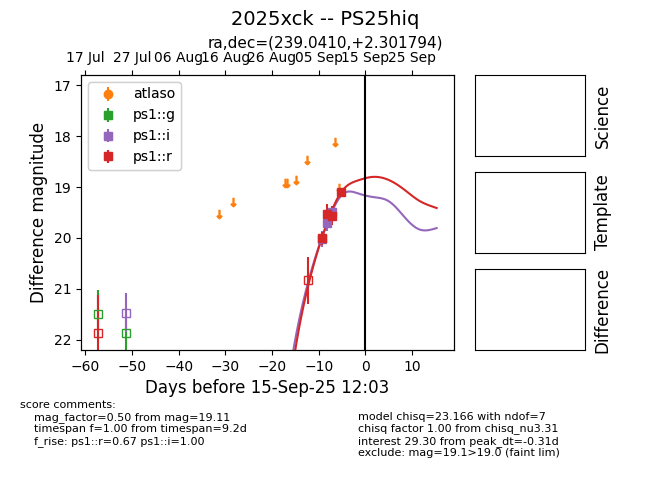 2025xck -- PS25hiq
ra,dec=(239.0410,+2.301794)
17 Jul 27 Jul 06 Aug 16 Aug 26 Aug 05 Sep 15 Sep 25 Sep
atlaso
ps1::g
ps1::i
ps1::r
17
18
19
20
21
22
Difference magnitude
−60 −50 −40 −30 −20 −10 0 10
Days before 15-Sep-25 12:03
Science
Template
Difference
score comments:
mag_factor=0.50 from mag=19.11
timespan f=1.00 from timespan=9.2d
f_rise: ps1::r=0.67 ps1::i=1.00
model chisq=23.166 with ndof=7
chisq factor 1.00 from chisq_nu3.31
interest 29.30 from peak_dt=-0.31d
exclude: mag=19.1>19.0 (faint lim)